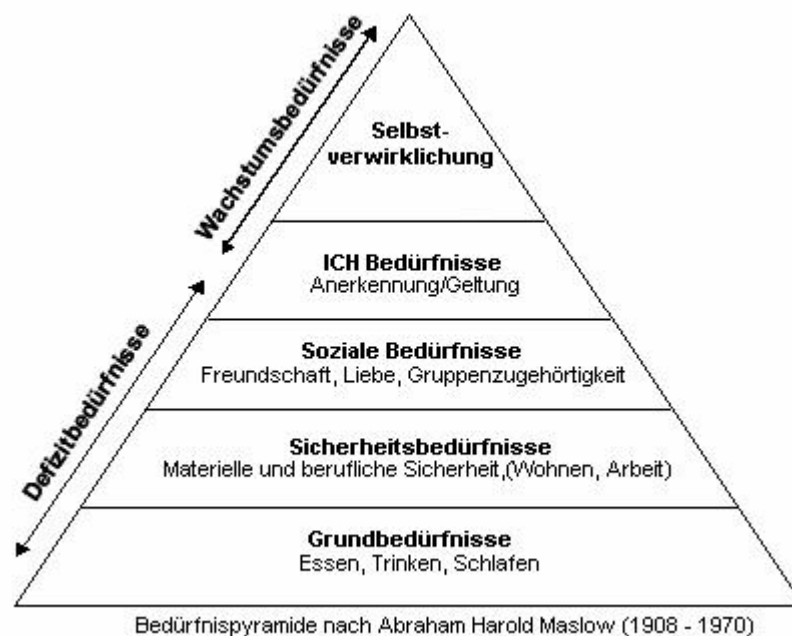 Wachstumsbedürfnisse
Defizitbedürfnisse
Selbst-
verwirklichung
ICH Bedürfnisse
Anerkennung/Geltung
Soziale Bedürfnisse
Freundschaft, Liebe, Gruppenzugehörtigkeit
Sicherheitsbedürfnisse
Materielle und berufliche Sicherheit,(Wohnen, Arbeit)
Grundbedürfnisse
Essen, Trinken, Schlafen
Bedürfnispyramide nach Abraham Harold Maslow (1908 - 1970)